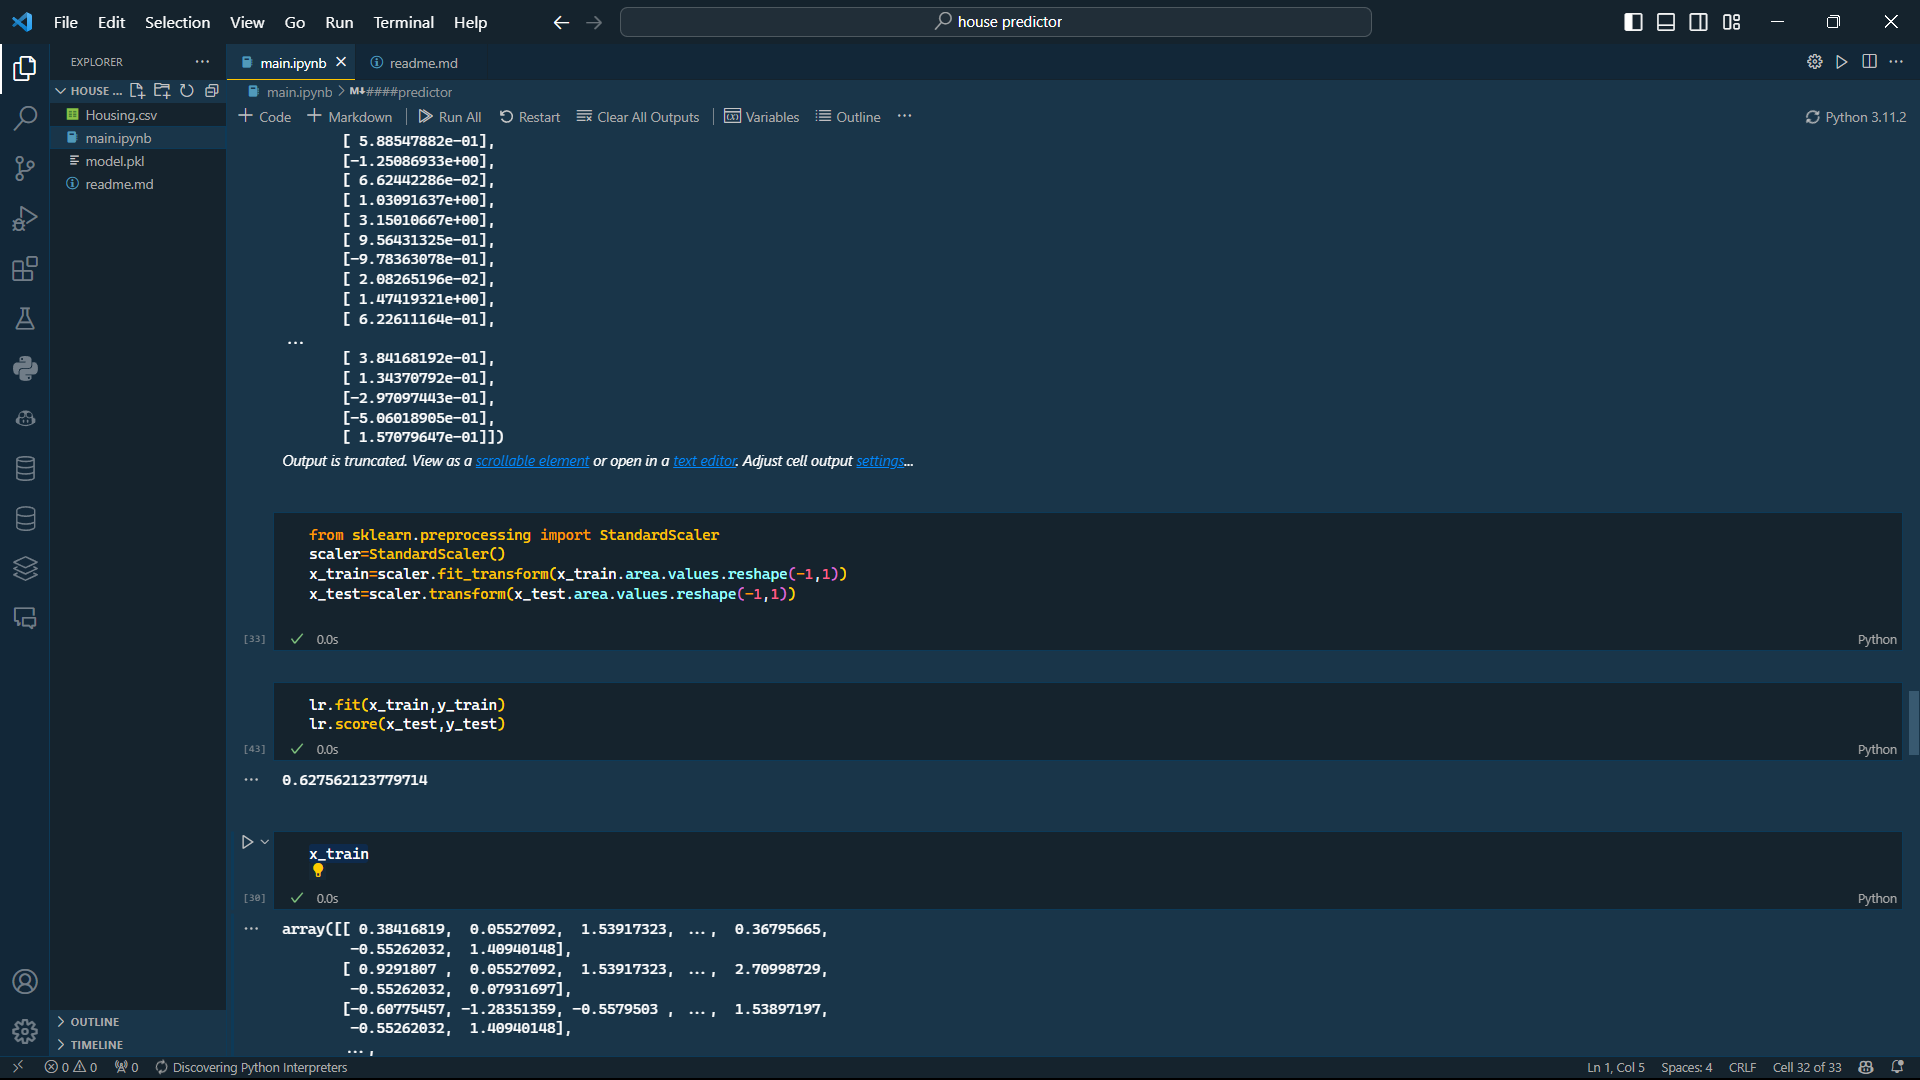 File Edit Selection View Go Run Terminal Help
house predictor
EXPLORER
HOUSE ...
Housing.csv
main.ipynb
model.pkl
readme.md
OUTLINE
TIMELINE
main.ipynb readme.md
main.ipynb > M↓####predictor
+ Code + Markdown | Run All Restart Clear All Outputs | Variables Outline ...
Python 3.11.2
[ 5.88547882e-01],
[-1.25086933e+00],
[ 6.62442286e-02],
[ 1.03091637e+00],
[ 3.15010667e+00],
[ 9.56431325e-01],
[-9.78363078e-01],
[ 2.08265196e-02],
[ 1.47419321e+00],
[ 6.22611164e-01],
...
[ 3.84168192e-01],
[ 1.34370792e-01],
[-2.97097443e-01],
[-5.06018905e-01],
[ 1.57079647e-01]])
Output is truncated. View as a scrollable element or open in a text editor. Adjust cell output settings...
from sklearn.preprocessing import StandardScaler
scaler=StandardScaler()
x_train=scaler.fit_transform(x_train.area.values.reshape(-1,1))
x_test=scaler.transform(x_test.area.values.reshape(-1,1))
[33] ✓ 0.0s Python
lr.fit(x_train,y_train)
lr.score(x_test,y_test)
[43] ✓ 0.0s Python
... 0.627562123779714
x_train
[30] ✓ 0.0s Python
... array([[ 0.38416819, 0.05527092, 1.53917323, ..., 0.36795665,
-0.55262032, 1.40940148],
[ 0.9291807 , 0.05527092, 1.53917323, ..., 2.70998729,
-0.55262032, 0.07931697],
[-0.60775457, -1.28351359, -0.5579503 , ..., 1.53897197,
-0.55262032, 1.40940148],
...,
0 0 0 Discovering Python Interpreters
Ln 1, Col 5 Spaces: 4 CRLF Cell 32 of 33